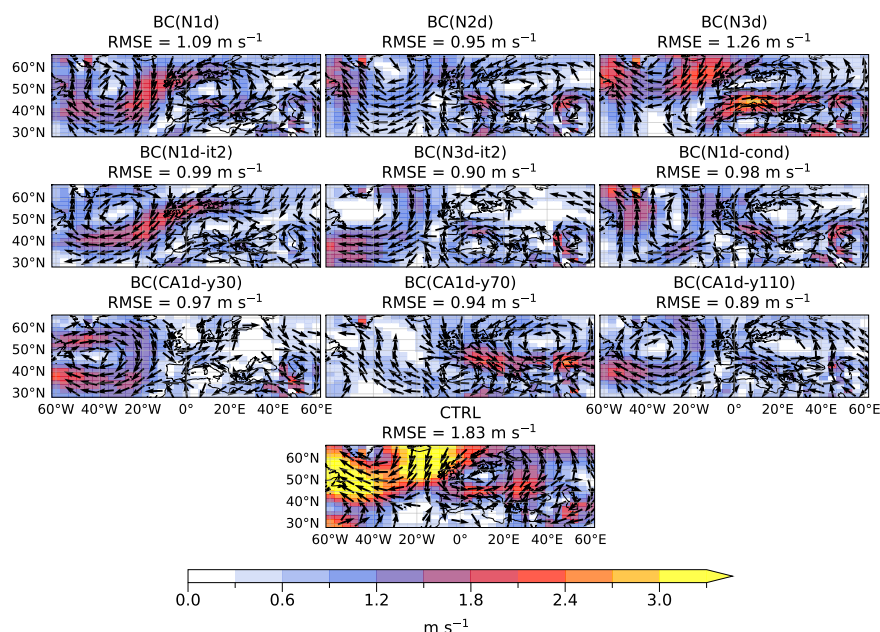 BC(N1d) BC(N2d) BC(N3d)
RMSE = 1.09 m s⁻¹ RMSE = 0.95 m s⁻¹ RMSE = 1.26 m s⁻¹
60°N
50°N
40°N
30°N
BC(N1d-it2) BC(N3d-it2) BC(N1d-cond)
RMSE = 0.99 m s⁻¹ RMSE = 0.90 m s⁻¹ RMSE = 0.98 m s⁻¹
60°N
50°N
40°N
30°N
BC(CA1d-y30) BC(CA1d-y70) BC(CA1d-y110)
RMSE = 0.97 m s⁻¹ RMSE = 0.94 m s⁻¹ RMSE = 0.89 m s⁻¹
60°N
50°N
40°N
30°N
60°W 40°W 20°W 0° 20°E 40°E 60°E 60°W 40°W 20°W 0° 20°E 40°E 60°E
CTRL
RMSE = 1.83 m s⁻¹
60°N
50°N
40°N
30°N
60°W 40°W 20°W 0° 20°E 40°E 60°E
0.0 0.6 1.2 1.8 2.4 3.0
m s⁻¹